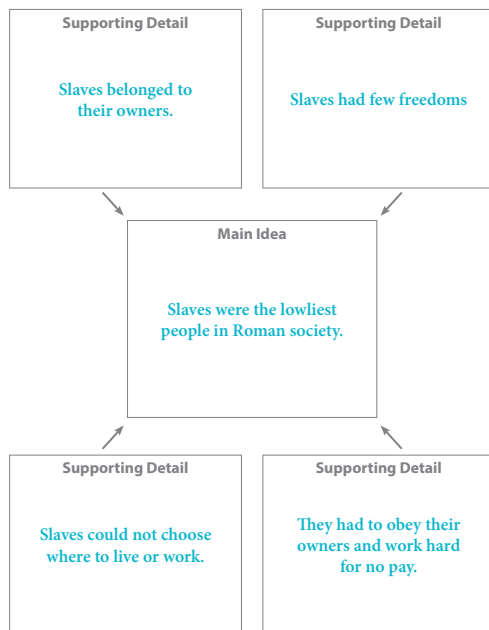 Supporting Detail
Slaves belonged to
their owners.
Supporting Detail
Slaves had few freedoms
Main Idea
Slaves were the lowliest
people in Roman society.
Supporting Detail
Slaves could not choose
where to live or work.
Supporting Detail
They had to obey their
owners and work hard
for no pay.